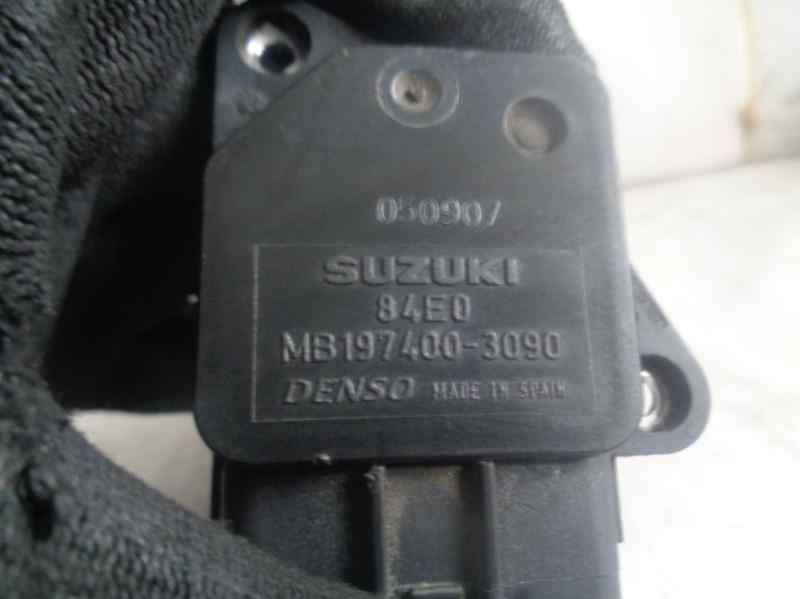 050907
SUZUKI
84E0
MB197400-3090
DENSO MADE IN SPAIN